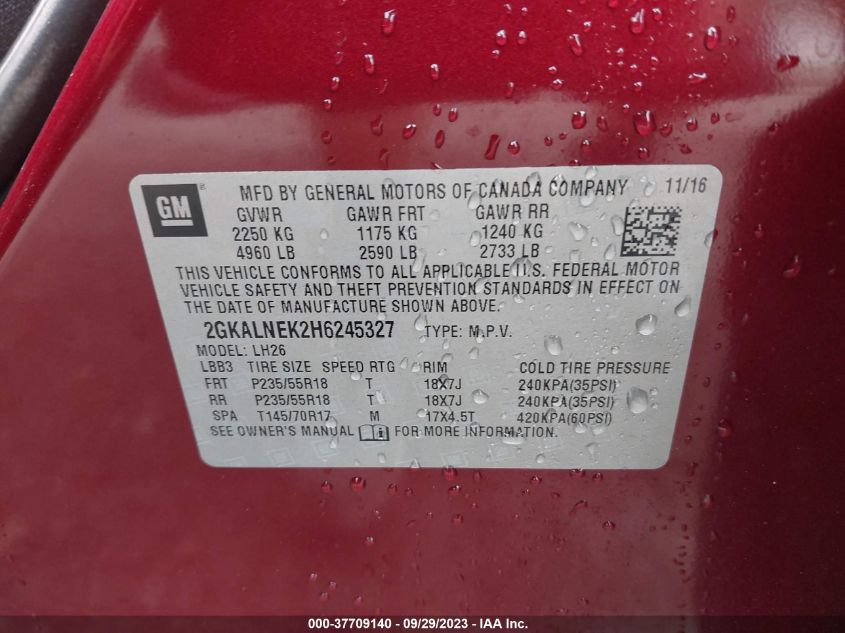 GM ® MFD BY GENERAL MOTORS OF CANADA COMPANY 11/16
GVWR GAWR FRT GAWR RR
2250 KG 1175 KG 1240 KG
4960 LB 2590 LB 2733 LB
THIS VEHICLE CONFORMS TO ALL APPLICABLE U.S. FEDERAL MOTOR
VEHICLE SAFETY AND THEFT PREVENTION STANDARDS IN EFFECT ON
THE DATE OF MANUFACTURE SHOWN ABOVE.
2GKALNEK2H6245327 TYPE: M.P.V.
MODEL: LH26
LBB3 TIRE SIZE SPEED RTG RIM COLD TIRE PRESSURE
FRT P235/55R18 T 18X7J 240KPA(35PSI)
RR P235/55R18 T 18X7J 240KPA(35PSI)
SPA T145/70R17 M 17X4.5T 420KPA(60PSI)
SEE OWNER'S MANUAL FOR MORE INFORMATION.
000-37709140 - 09/29/2023 - IAA Inc.